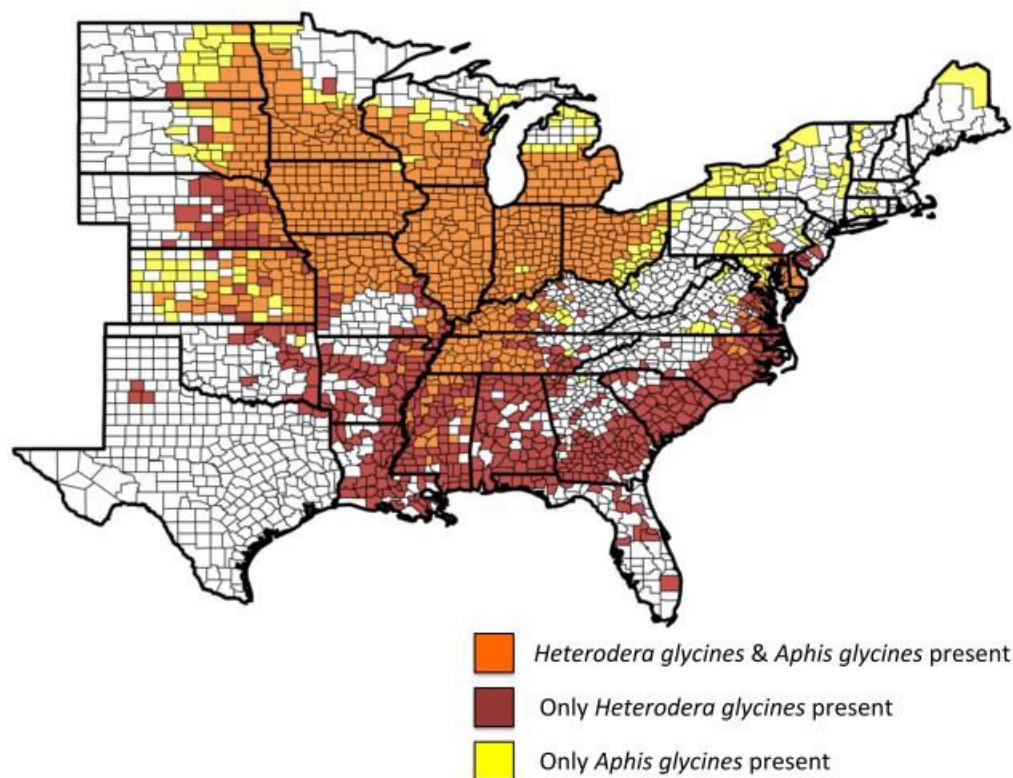 Heterodera glycines & Aphis glycines present
Only Heterodera glycines present
Only Aphis glycines present